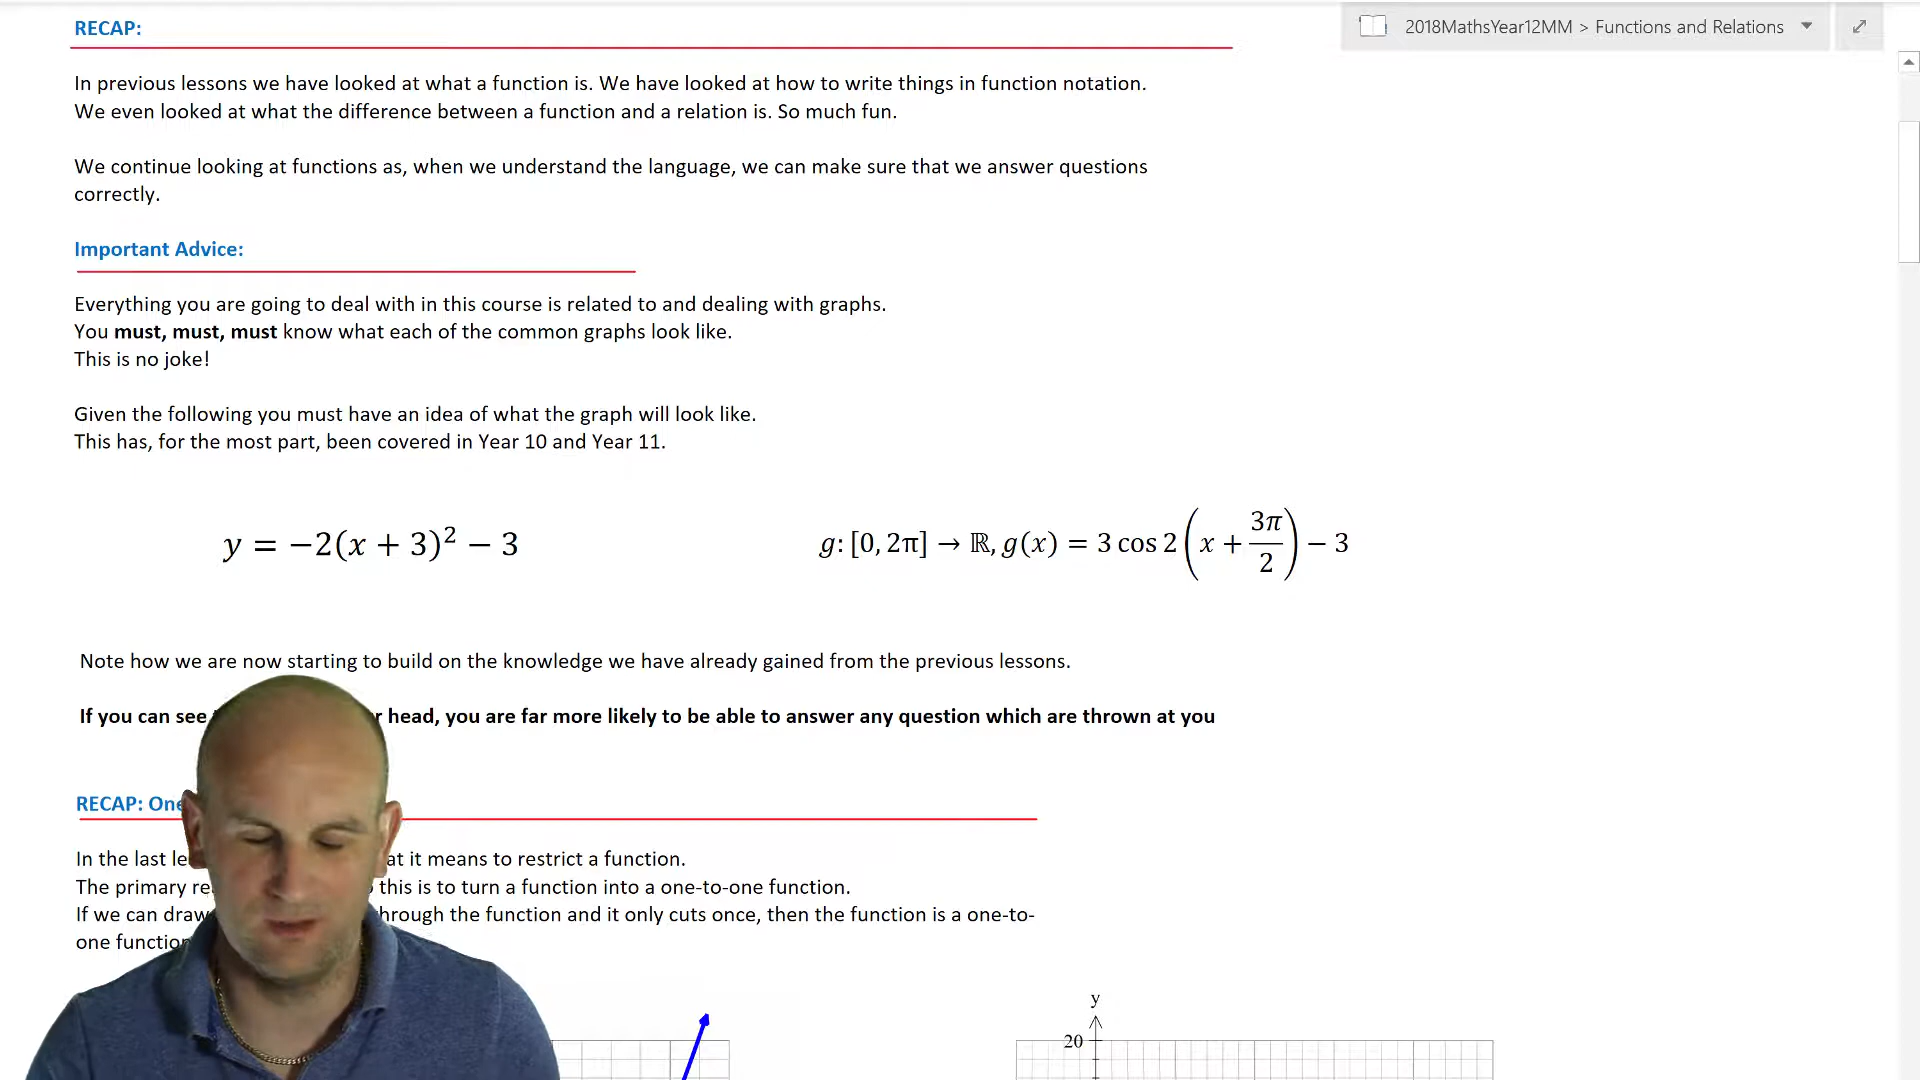 RECAP:
2018MathsYear12MM > Functions and Relations
In previous lessons we have looked at what a function is. We have looked at how to write things in function notation.
We even looked at what the difference between a function and a relation is. So much fun.
We continue looking at functions as, when we understand the language, we can make sure that we answer questions
correctly.
Important Advice:
Everything you are going to deal with in this course is related to and dealing with graphs.
You must, must, must know what each of the common graphs look like.
This is no joke!
Given the following you must have an idea of what the graph will look like.
This has, for the most part, been covered in Year 10 and Year 11.
y = −2(x + 3)² − 3
g: [0, 2π] → ℝ, g(x) = 3 cos 2(x + 3π/2) − 3
Note how we are now starting to build on the knowledge we have already gained from the previous lessons.
If you can see head, you are far more likely to be able to answer any question which are thrown at you
RECAP: One
In the last it means to restrict a function.
The primary this is to turn a function into a one-to-one function.
If we can draw through the function and it only cuts once, then the function is a one-to-
one function
y
20